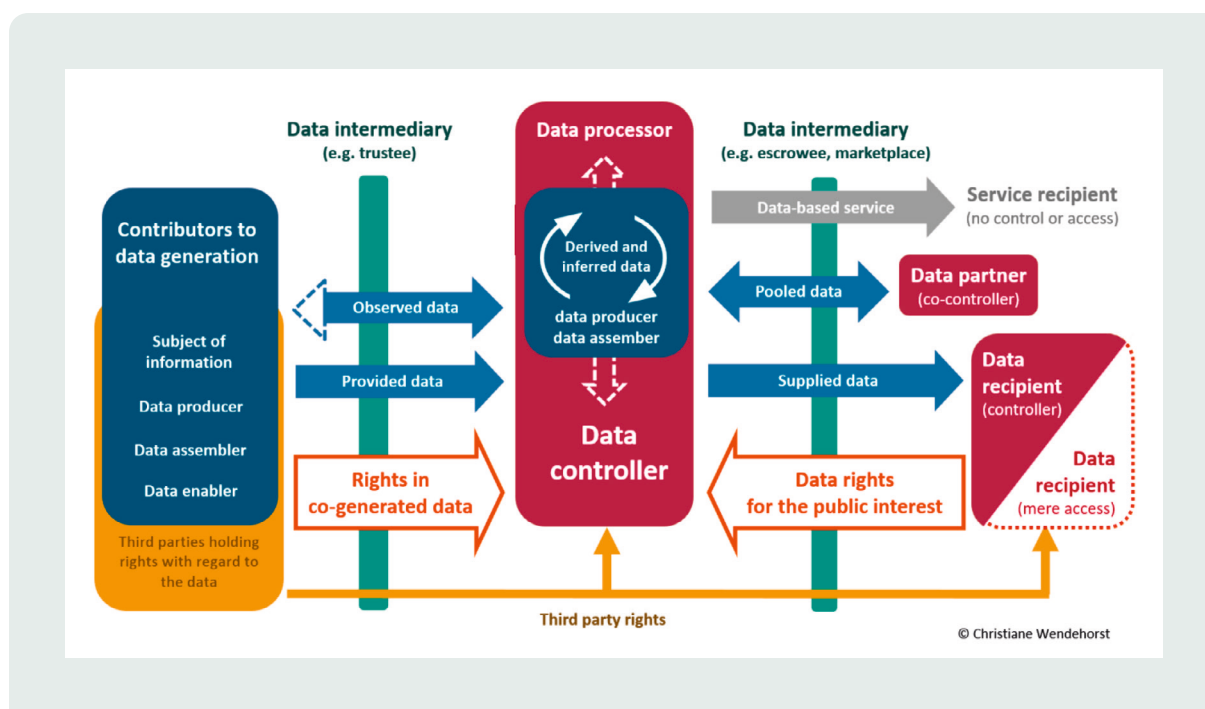 Data intermediary
(e.g. trustee)
Contributors to
data generation
Subject of
information
Data producer
Data assembler
Data enabler
Third parties holding
rights with regard to
the data
Observed data
Provided data
Rights in
co-generated data
Data processor
Derived and
inferred data
data producer
data assember
Data
controller
Data intermediary
(e.g. escrowee, marketplace)
Data-based service
Service recipient
(no control or access)
Pooled data
Data partner
(co-controller)
Supplied data
Data
recipient
(controller)
Data
recipient
(mere access)
Data rights
for the public interest
Third party rights
© Christiane Wendehorst